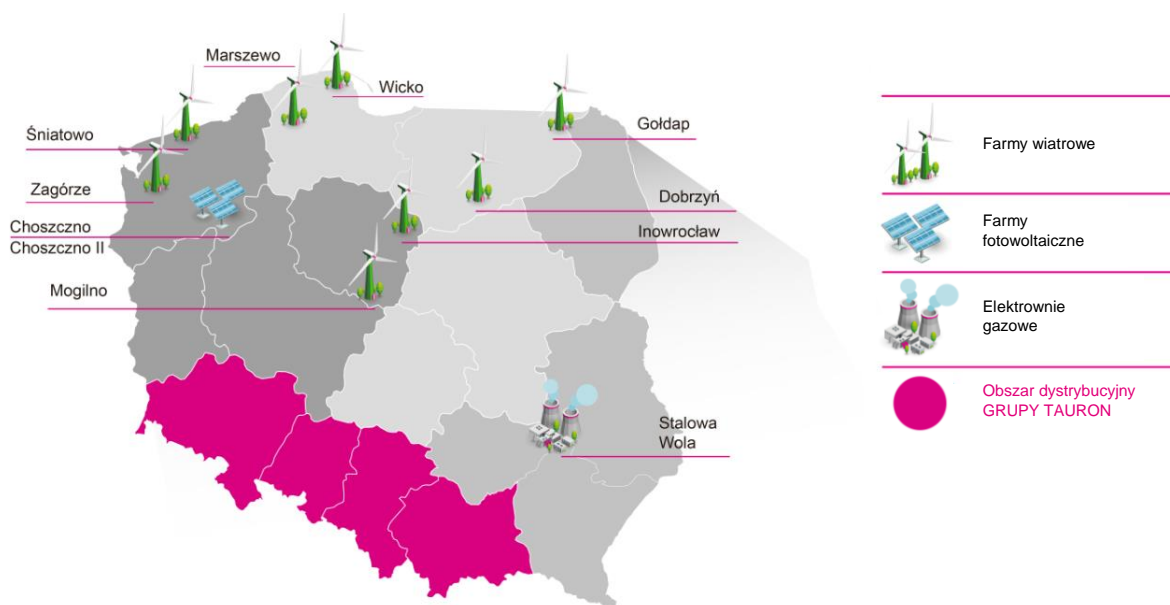 Marszewo
Wicko
Śniatowo
Gołdap
Zagórze
Dobrzyń
Choszczno
Choszczno II
Inowrocław
Mogilno
Stalowa
Wola
Farmy wiatrowe
Farmy
fotowoltaiczne
Elektrownie
gazowe
Obszar dystrybucyjny
GRUPY TAURON